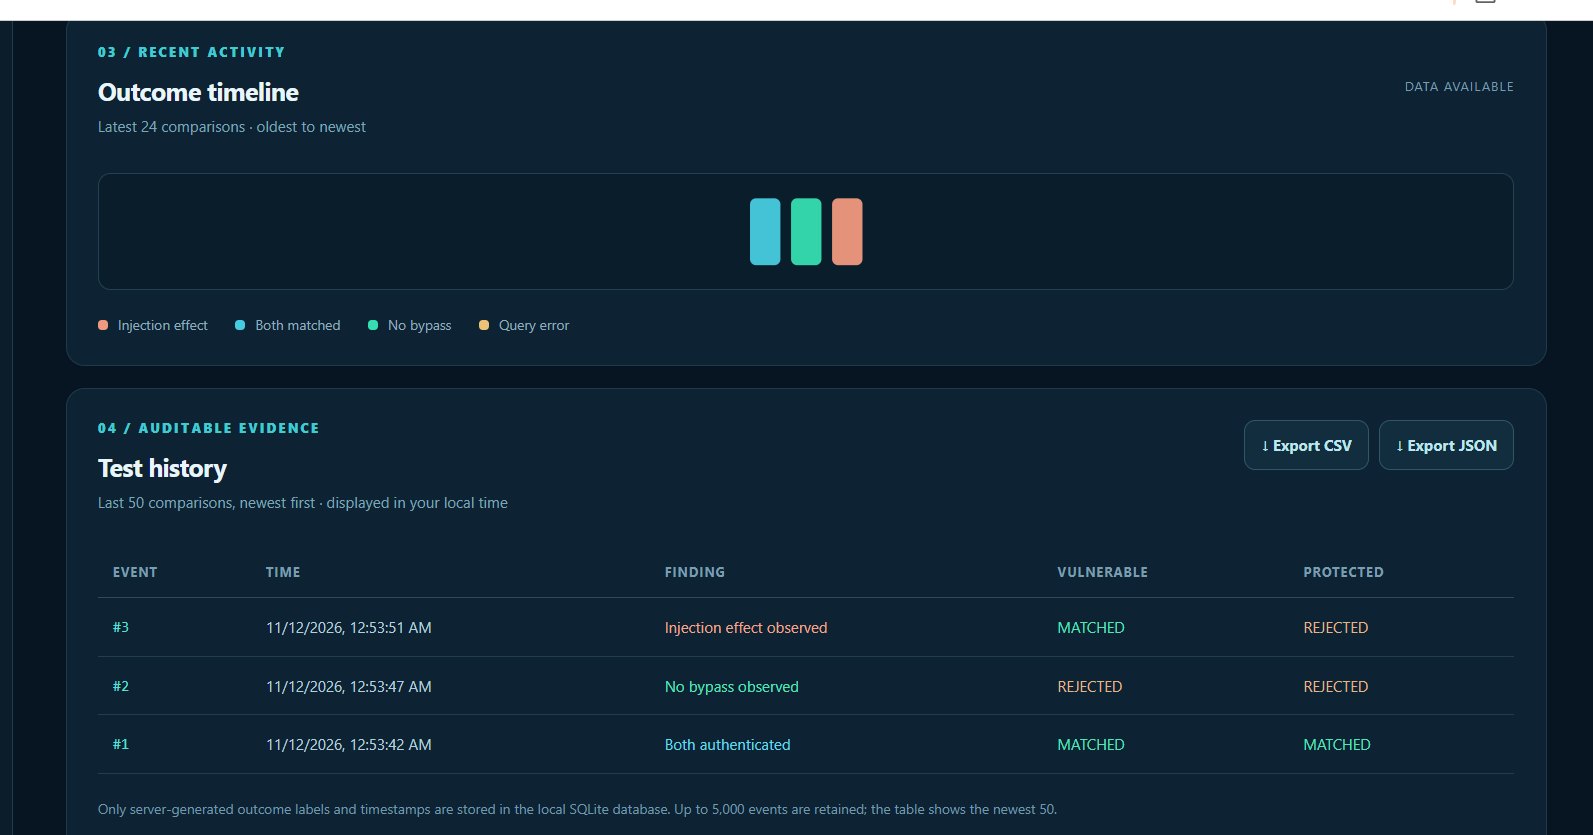 03 / RECENT ACTIVITY
Outcome timeline
DATA AVAILABLE
Latest 24 comparisons · oldest to newest
Injection effect
Both matched
No bypass
Query error
04 / AUDITABLE EVIDENCE
Test history
↓ Export CSV
↓ Export JSON
Last 50 comparisons, newest first · displayed in your local time
EVENT TIME FINDING VULNERABLE PROTECTED
#3 11/12/2026, 12:53:51 AM Injection effect observed MATCHED REJECTED
#2 11/12/2026, 12:53:47 AM No bypass observed REJECTED REJECTED
#1 11/12/2026, 12:53:42 AM Both authenticated MATCHED MATCHED
Only server-generated outcome labels and timestamps are stored in the local SQLite database. Up to 5,000 events are retained; the table shows the newest 50.